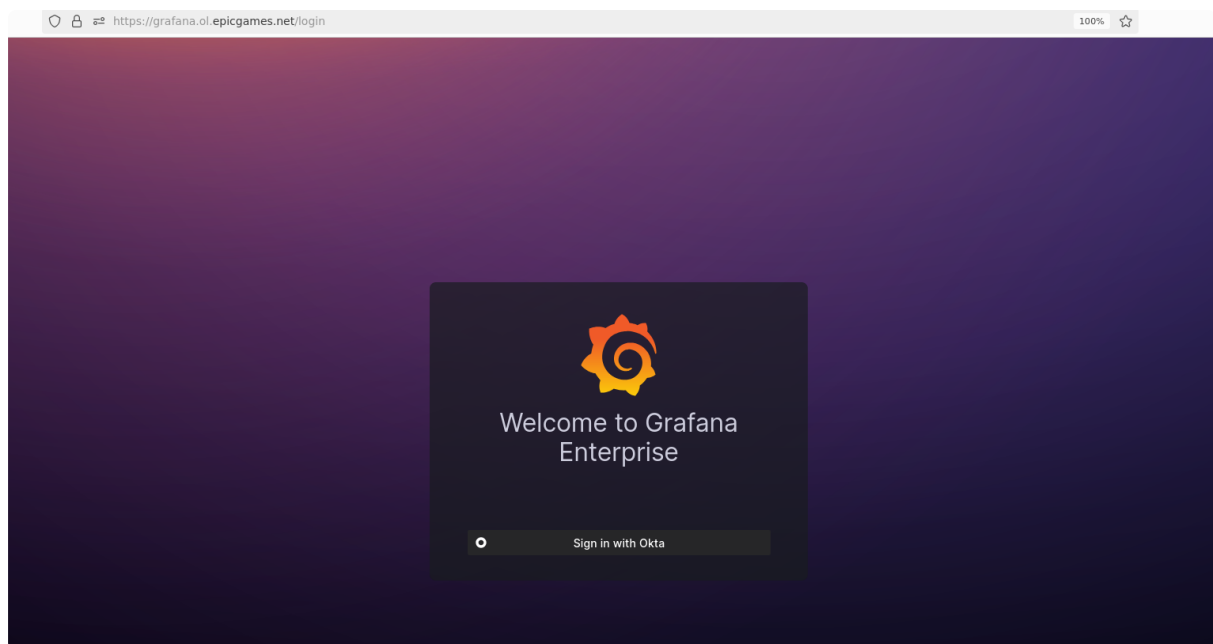 https://grafana.ol.epicgames.net/login
100%
Welcome to Grafana
Enterprise
Sign in with Okta